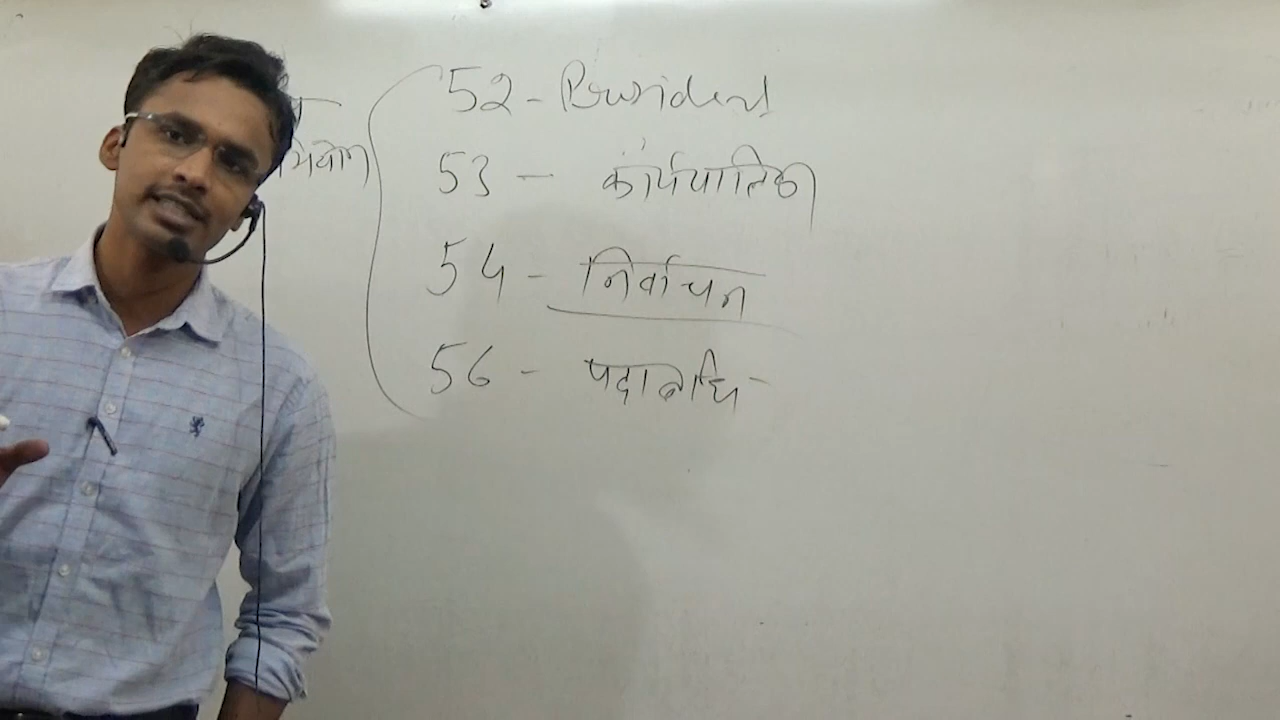 52 - President
53 - कार्यपालिका
54 - निर्वाचन
56 - पदावधि